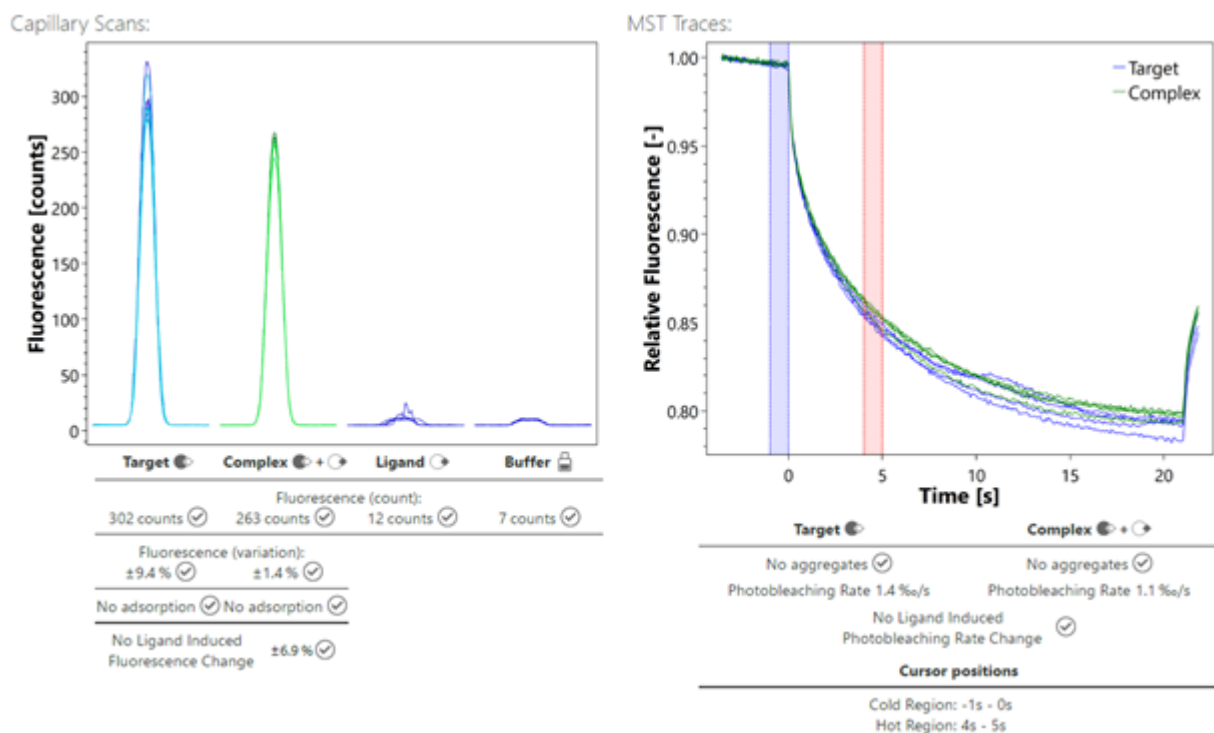 Capillary Scans:
Fluorescence [counts]
300
250
200
150
100
50
0
Target Complex + Ligand Buffer
Fluorescence (count):
302 counts 263 counts 12 counts 7 counts
Fluorescence (variation):
±9.4 % ±1.4 %
No adsorption No adsorption
No Ligand Induced
Fluorescence Change ±6.9 %
MST Traces:
Relative Fluorescence [-]
1.00
0.95
0.90
0.85
0.80
Target
Complex
0 5 10 15 20
Time [s]
Target Complex +
No aggregates No aggregates
Photobleaching Rate 1.4 ‰/s Photobleaching Rate 1.1 ‰/s
No Ligand Induced
Photobleaching Rate Change
Cursor positions
Cold Region: -1s - 0s
Hot Region: 4s - 5s